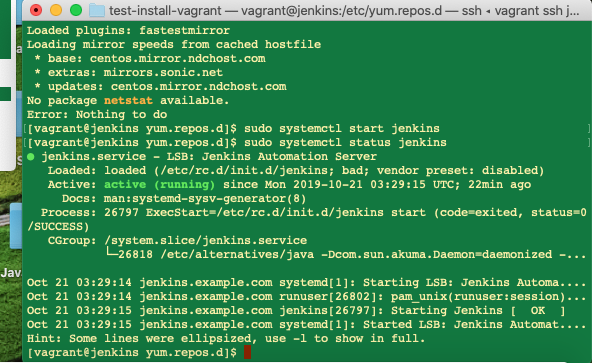 test-install-vagrant — vagrant@jenkins:/etc/yum.repos.d — ssh ◂ vagrant ssh j...
Loaded plugins: fastestmirror
Loading mirror speeds from cached hostfile
 * base: centos.mirror.ndchost.com
 * extras: mirrors.sonic.net
 * updates: centos.mirror.ndchost.com
No package netstat available.
Error: Nothing to do
[[vagrant@jenkins yum.repos.d]$ sudo systemctl start jenkins ]
[[vagrant@jenkins yum.repos.d]$ sudo systemctl status jenkins ]
● jenkins.service - LSB: Jenkins Automation Server
   Loaded: loaded (/etc/rc.d/init.d/jenkins; bad; vendor preset: disabled)
   Active: active (running) since Mon 2019-10-21 03:29:15 UTC; 22min ago
     Docs: man:systemd-sysv-generator(8)
  Process: 26797 ExecStart=/etc/rc.d/init.d/jenkins start (code=exited, status=0
/SUCCESS)
   CGroup: /system.slice/jenkins.service
           └─26818 /etc/alternatives/java -Dcom.sun.akuma.Daemon=daemonized -...
Oct 21 03:29:14 jenkins.example.com systemd[1]: Starting LSB: Jenkins Automa....
Oct 21 03:29:14 jenkins.example.com runuser[26802]: pam_unix(runuser:session)...
Oct 21 03:29:15 jenkins.example.com jenkins[26797]: Starting Jenkins [  OK  ]
Oct 21 03:29:15 jenkins.example.com systemd[1]: Started LSB: Jenkins Automat....
Hint: Some lines were ellipsized, use -l to show in full.
[vagrant@jenkins yum.repos.d]$
Java